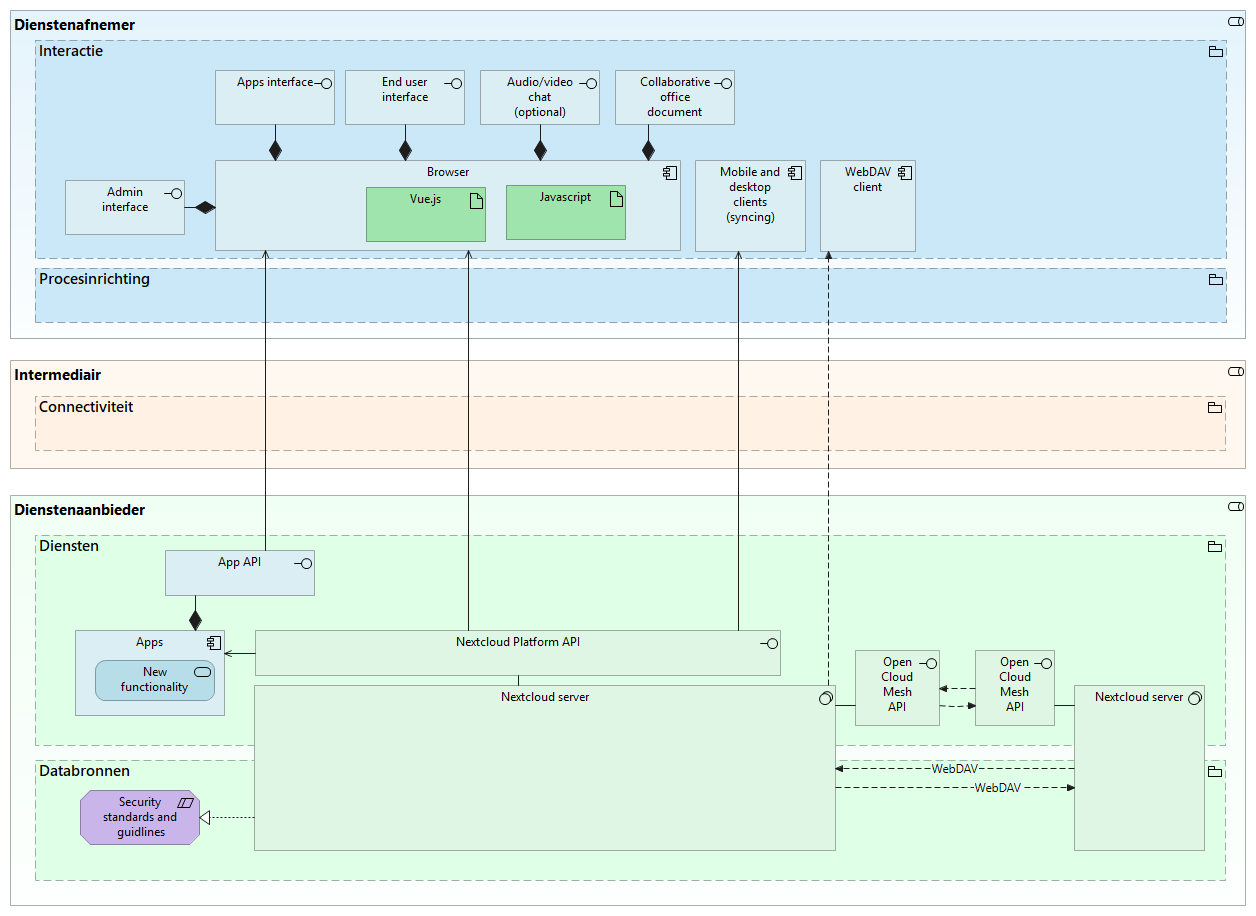 Dienstenafnemer
Interactie
Apps interface
End user
interface
Audio/video
chat
(optional)
Collaborative
office
document
Admin
interface
Browser
Vue.js
Javascript
Mobile and
desktop
clients
(syncing)
WebDAV
client
Procesinrichting
Intermediair
Connectiviteit
Dienstenaanbieder
Diensten
App API
Apps
New
functionality
Nextcloud Platform API
Nextcloud server
Open
Cloud
Mesh
API
Open
Cloud
Mesh
API
Nextcloud server
Databronnen
WebDAV
WebDAV
Security
standards and
guidlines